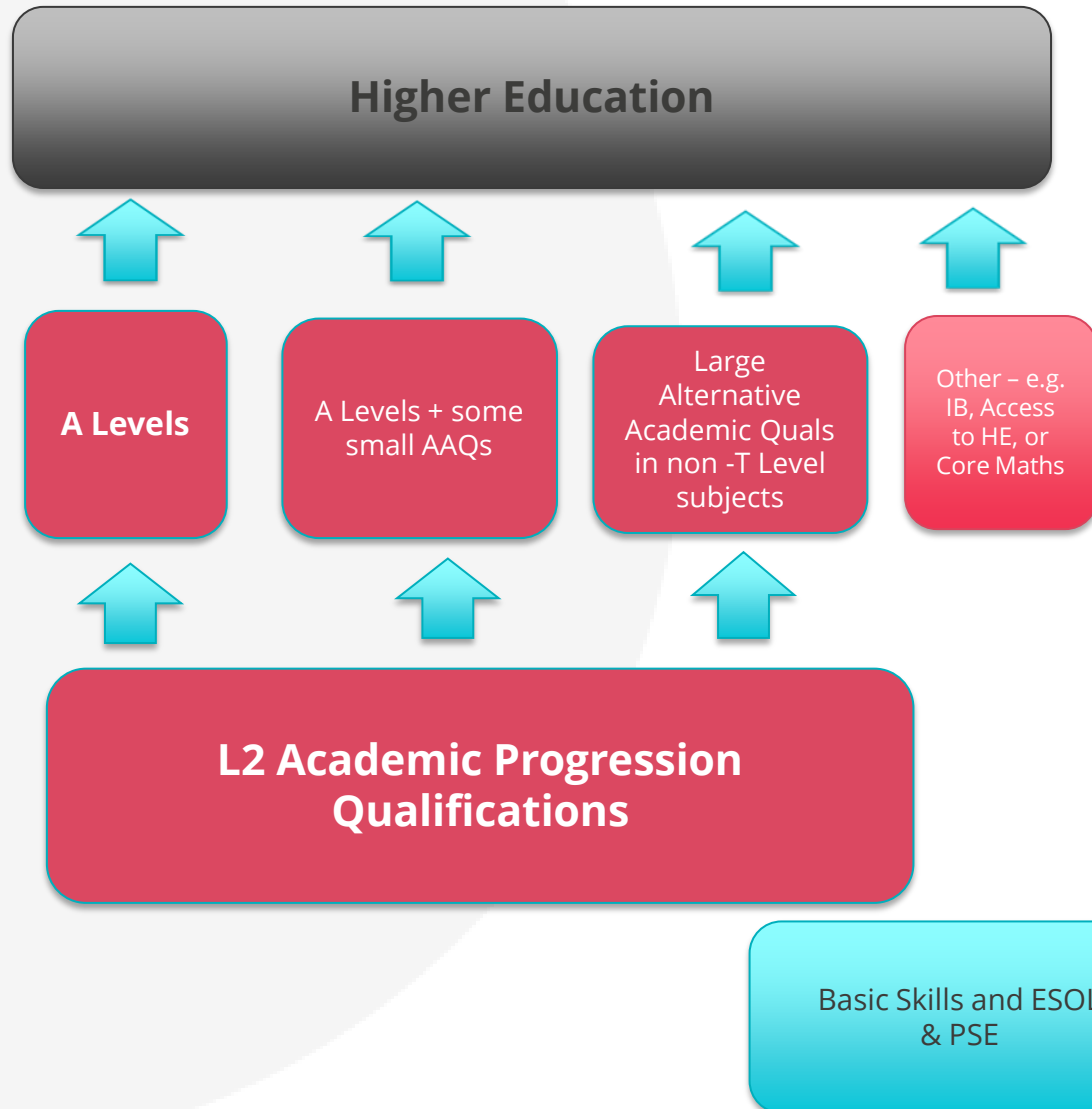 Higher Education
A Levels
A Levels + some
small AAQs
Large
Alternative
Academic Quals
in non -T Level
subjects
Other – e.g.
IB, Access
to HE, or
Core Maths
L2 Academic Progression
Qualifications
Basic Skills and ESOL
& PSE